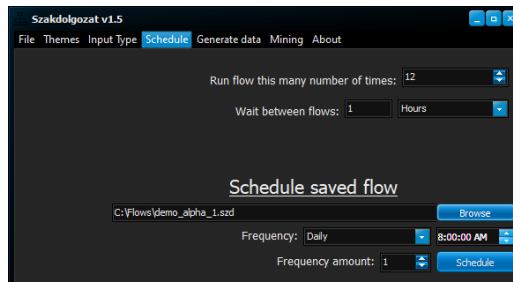 Szakdolgozat v1.5
File Themes Input Type Schedule Generate data Mining About
Run flow this many number of times: 12
Wait between flows: 1 Hours
Schedule saved flow
C:\Flows\demo_alpha_1.szd Browse
Frequency: Daily 8:00:00 AM
Frequency amount: 1 Schedule